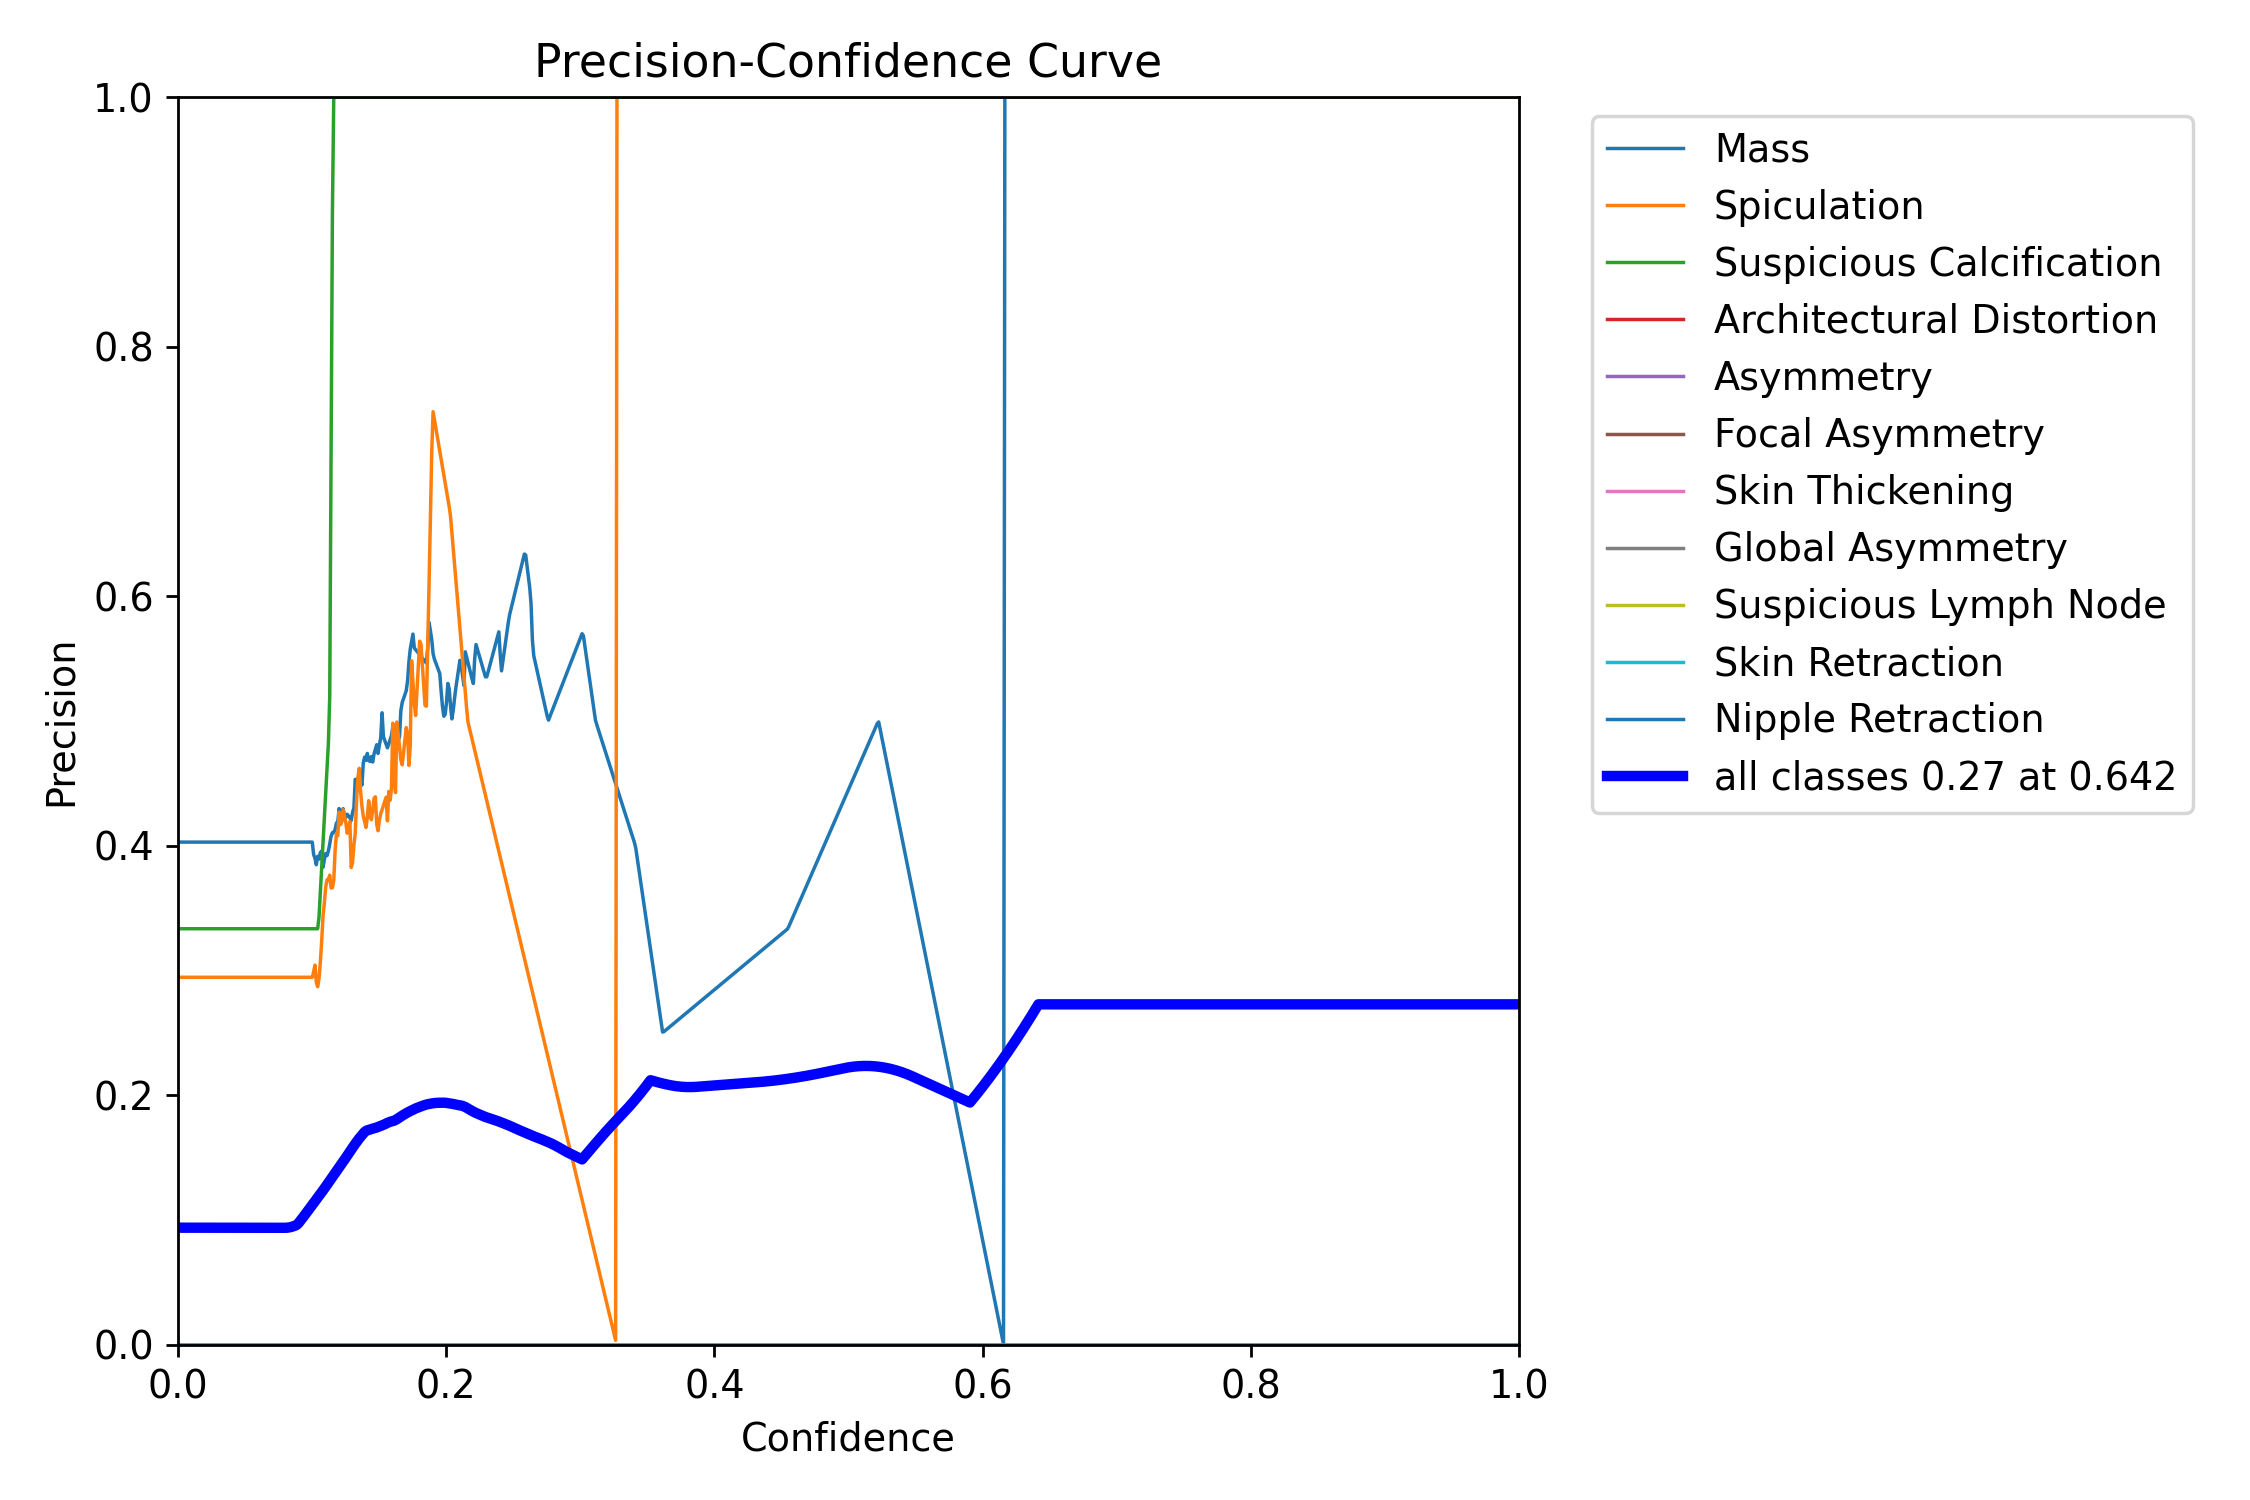 Precision-Confidence Curve
1.0
0.8
0.6
0.4
0.2
0.0
Precision
0.0 0.2 0.4 0.6 0.8 1.0
Confidence
Mass
Spiculation
Suspicious Calcification
Architectural Distortion
Asymmetry
Focal Asymmetry
Skin Thickening
Global Asymmetry
Suspicious Lymph Node
Skin Retraction
Nipple Retraction
all classes 0.27 at 0.642